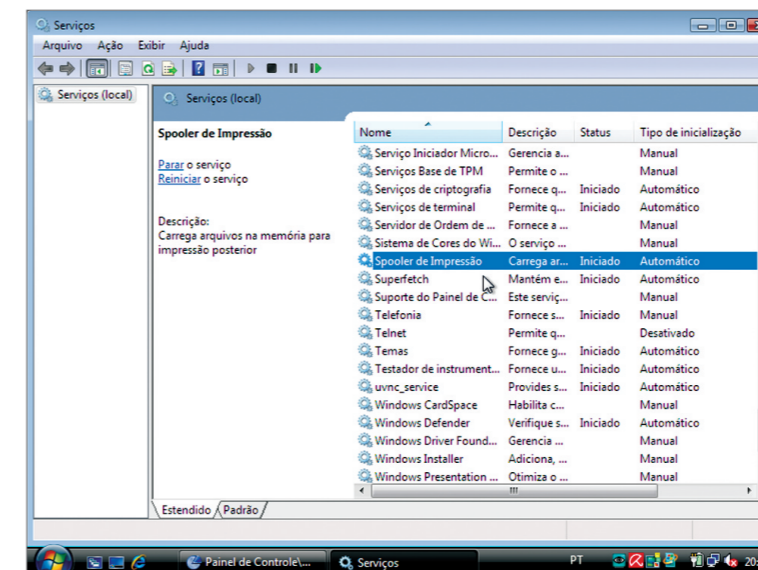 Serviços
Arquivo Ação Exibir Ajuda
Serviços (local)
Serviços (local)
Spooler de Impressão
Parar o serviço
Reiniciar o serviço
Descrição:
Carrega arquivos na memória para
impressão posterior
Nome Descrição Status Tipo de inicialização
Serviço Iniciador Micro... Gerencia a... Manual
Serviços Base de TPM Permite o ... Manual
Serviços de criptografia Fornece q... Iniciado Automático
Serviços de terminal Permite q... Iniciado Automático
Servidor de Ordem de ... Fornece a ... Manual
Sistema de Cores do Wi... O serviço ... Manual
Spooler de Impressão Carrega ar... Iniciado Automático
Superfetch Mantém e... Iniciado Automático
Suporte do Painel de C... Este serviç... Manual
Telefonia Fornece s... Iniciado Manual
Telnet Permite q... Desativado
Temas Fornece g... Iniciado Automático
Testador de instrument... Fornece u... Iniciado Automático
uvnc_service Provides s... Iniciado Automático
Windows CardSpace Habilita c... Manual
Windows Defender Verifique s... Iniciado Automático
Windows Driver Found... Gerencia ... Manual
Windows Installer Adiciona, ... Manual
Windows Presentation ... Otimiza o ... Manual
Estendido Padrão
Painel de Controle\... Serviços PT 20: